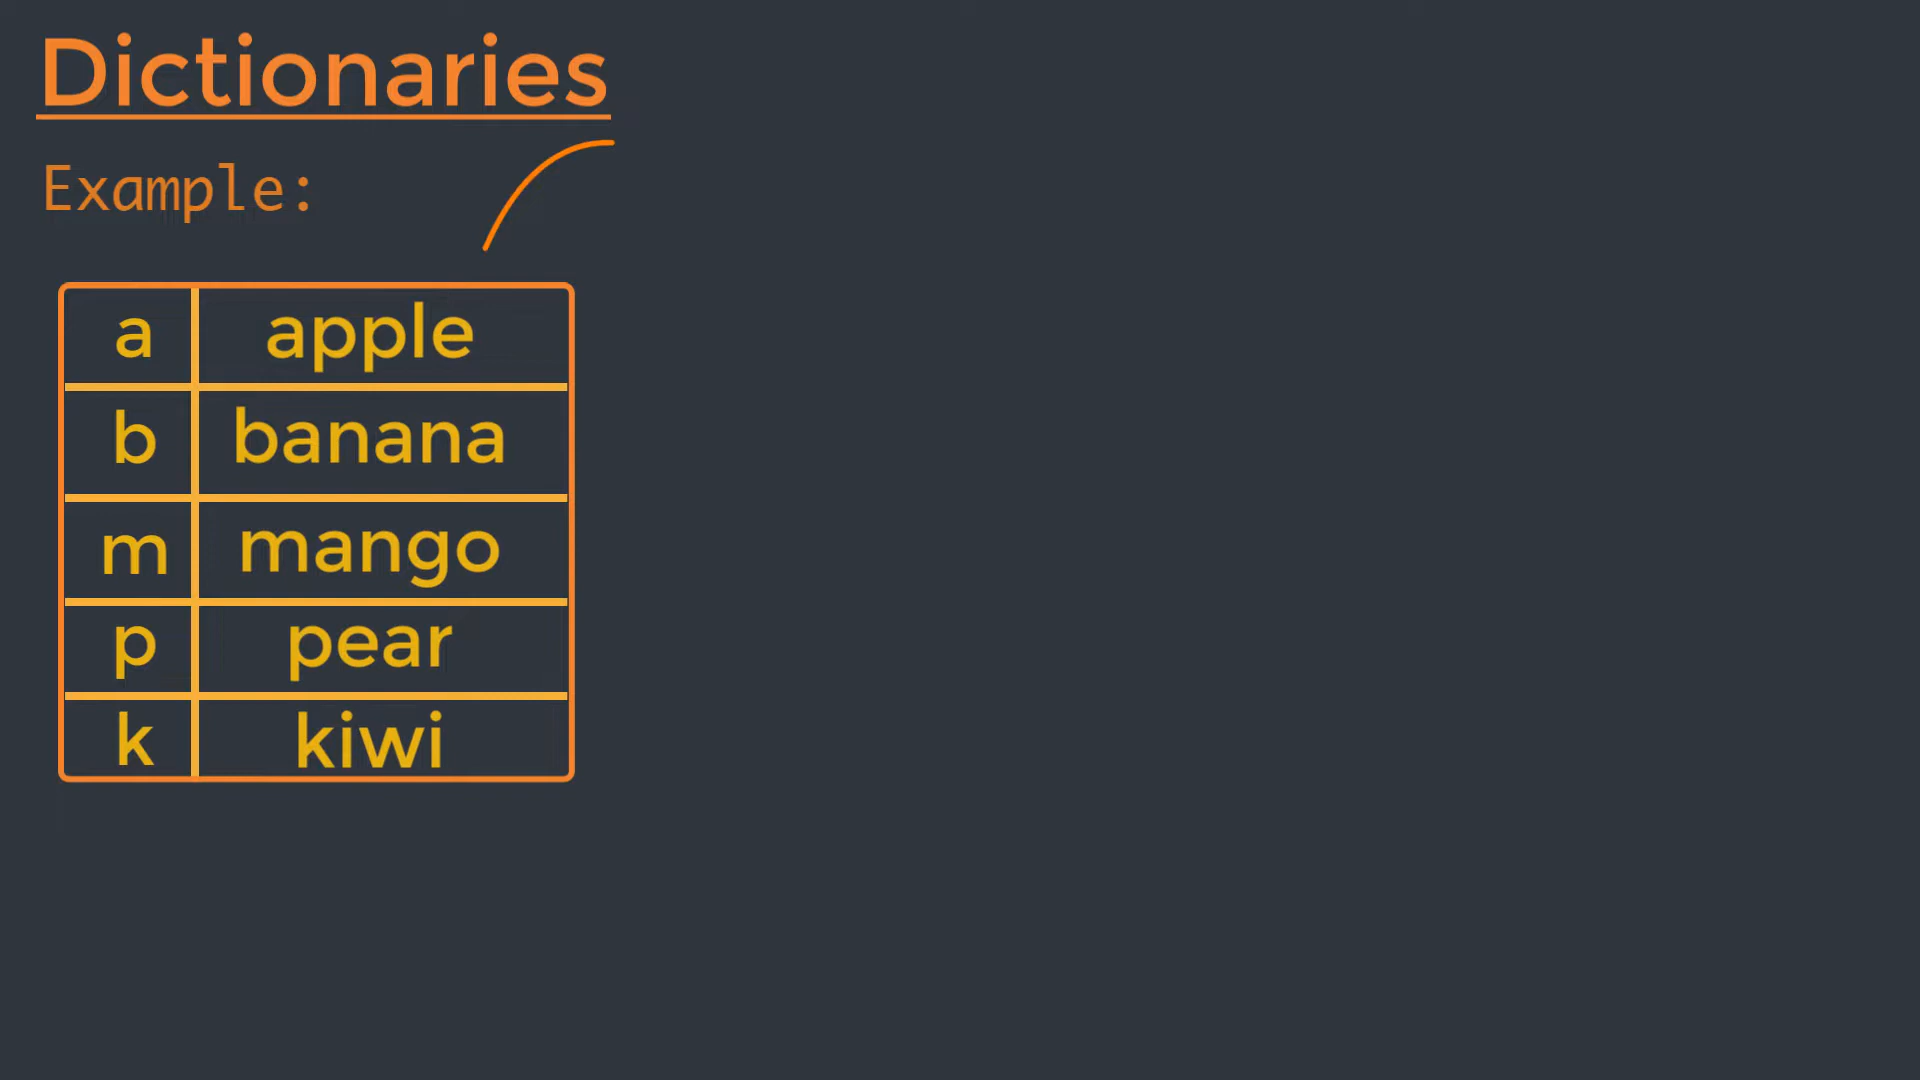 Dictionaries
Example:
a apple
b banana
m mango
p pear
k kiwi